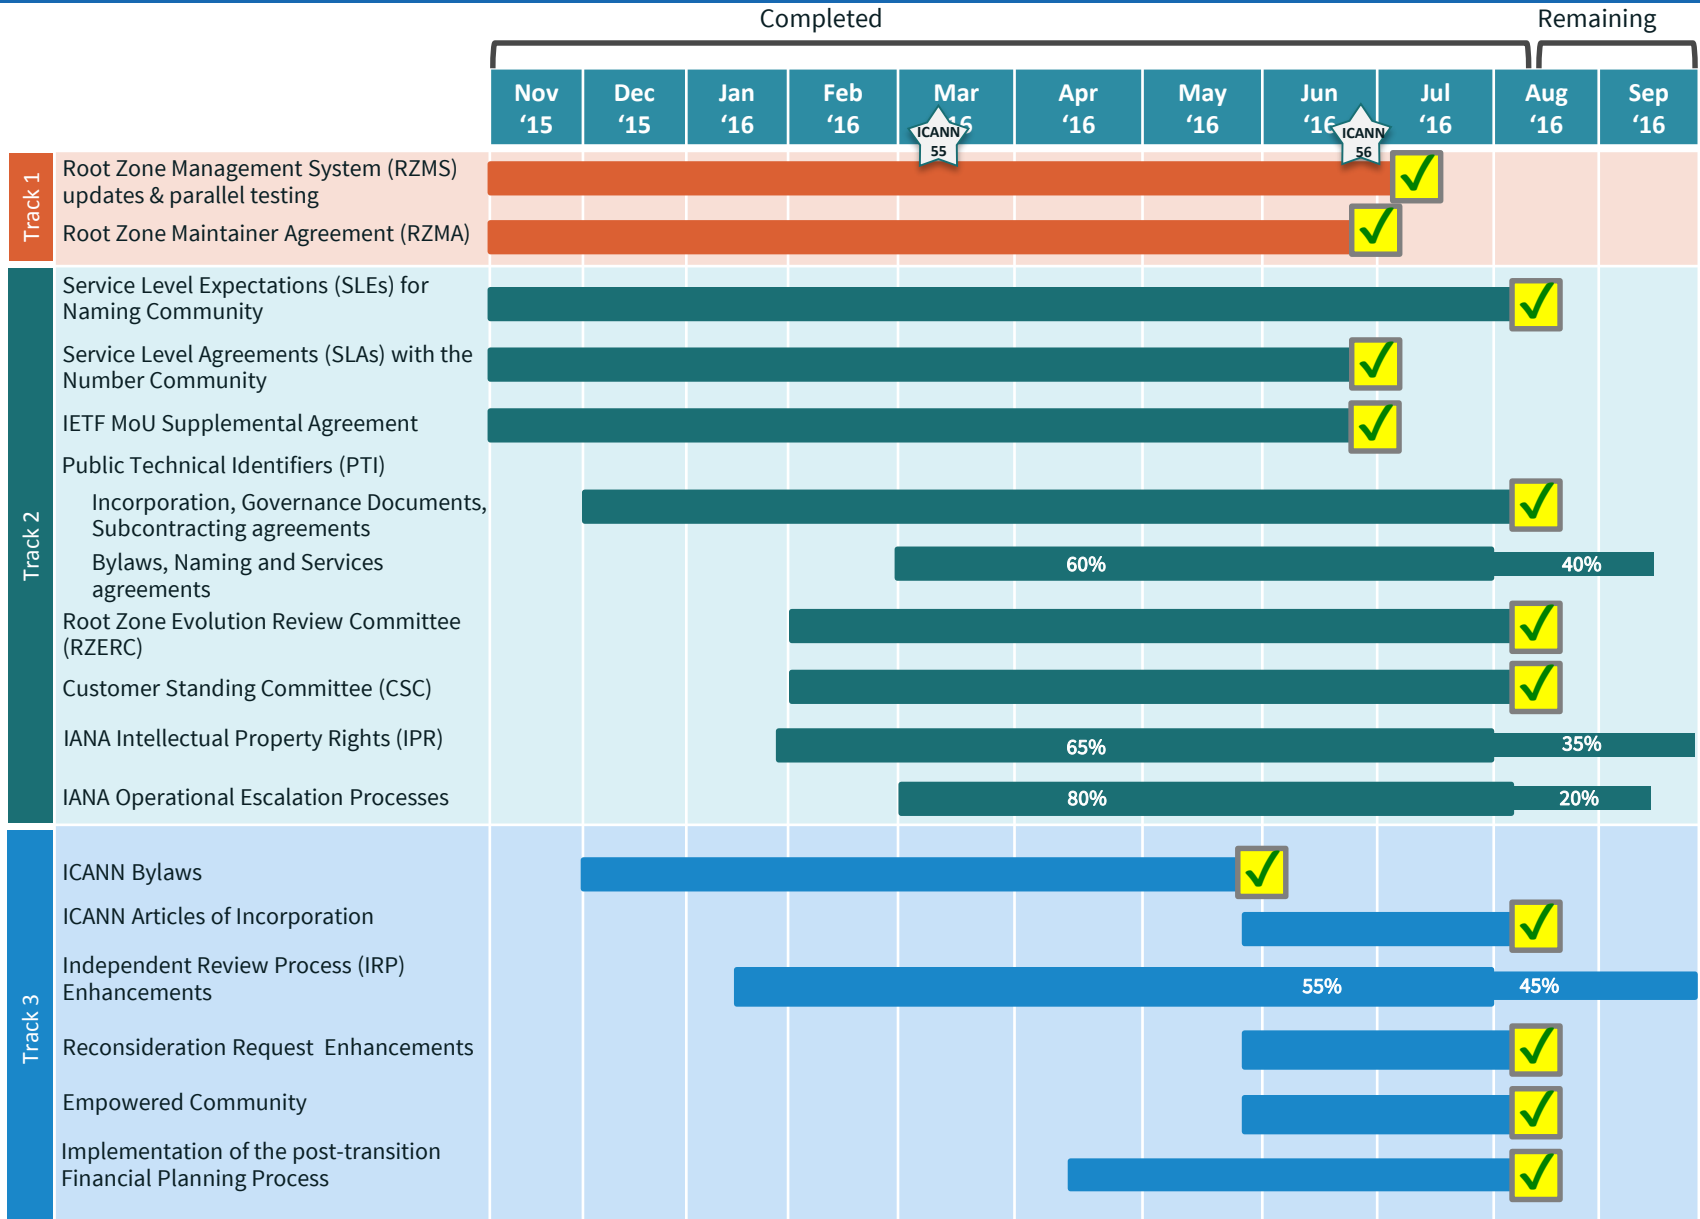 Completed
Remaining
Nov '15
Dec '15
Jan '16
Feb '16
Mar 16
Apr '16
May '16
Jun '16
Jul '16
Aug '16
Sep '16
ICANN 55
ICANN 56
Track 1
Root Zone Management System (RZMS)
updates & parallel testing
Root Zone Maintainer Agreement (RZMA)
Track 2
Service Level Expectations (SLEs) for
Naming Community
Service Level Agreements (SLAs) with the
Number Community
IETF MoU Supplemental Agreement
Public Technical Identifiers (PTI)
Incorporation, Governance Documents,
Subcontracting agreements
Bylaws, Naming and Services
agreements
60%
40%
Root Zone Evolution Review Committee
(RZERC)
Customer Standing Committee (CSC)
IANA Intellectual Property Rights (IPR)
65%
35%
IANA Operational Escalation Processes
80%
20%
Track 3
ICANN Bylaws
ICANN Articles of Incorporation
Independent Review Process (IRP)
Enhancements
55%
45%
Reconsideration Request Enhancements
Empowered Community
Implementation of the post-transition
Financial Planning Process